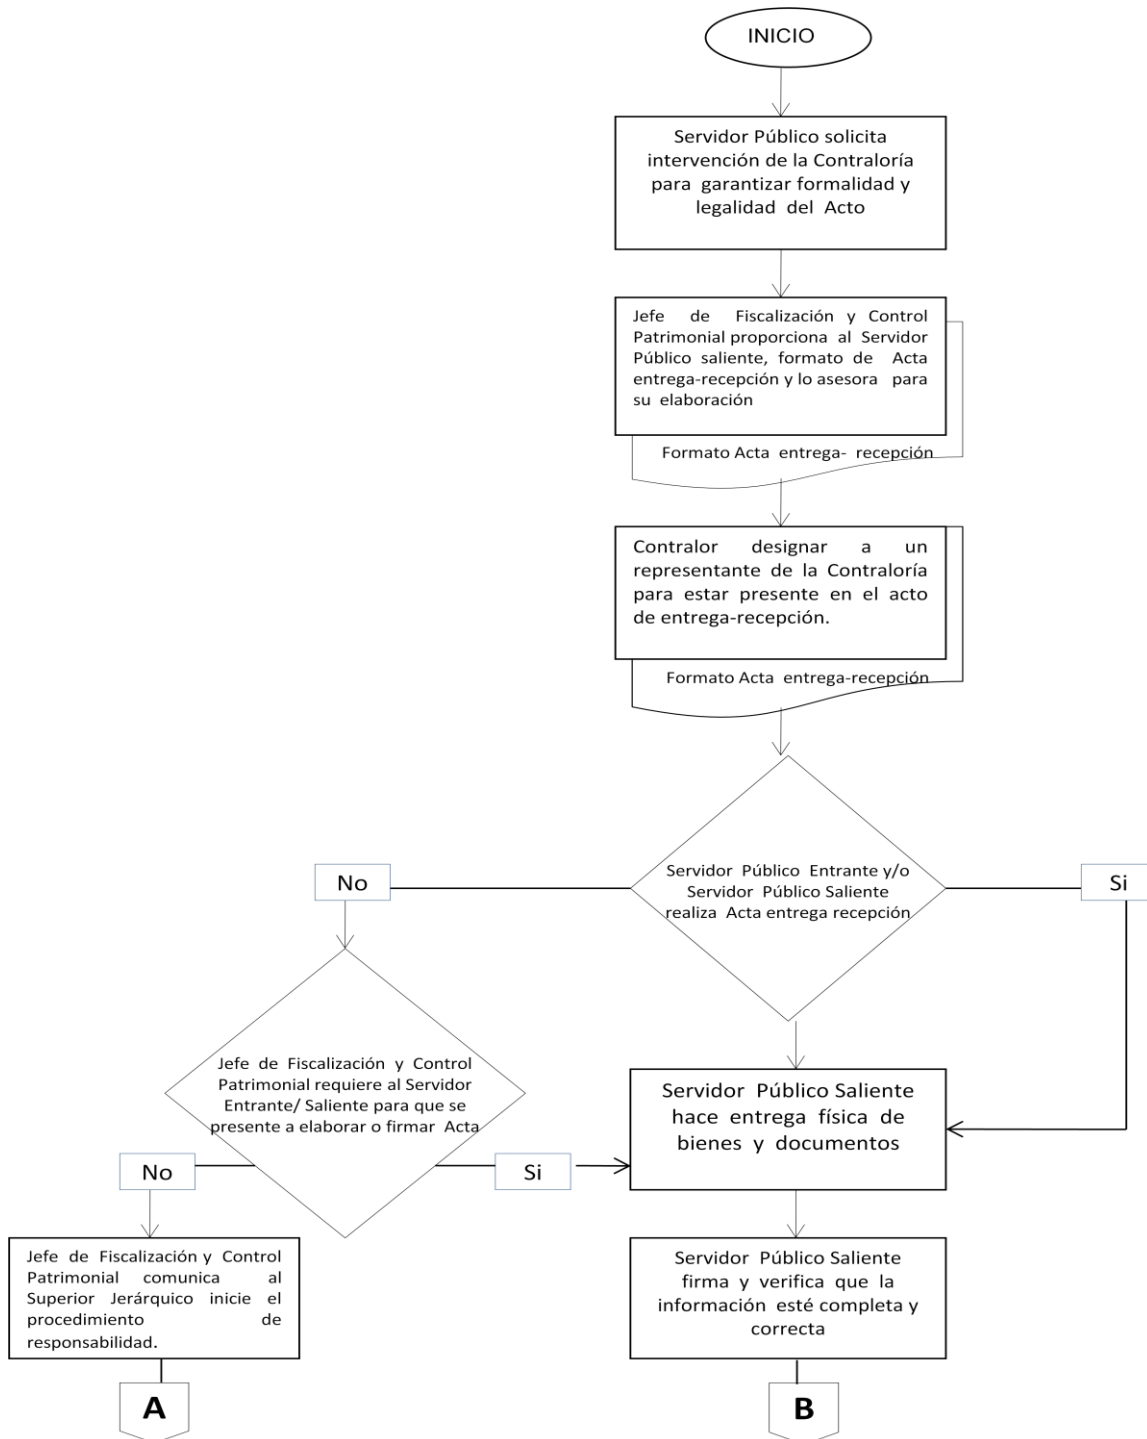 INICIO
Servidor Público solicita
intervención de la Contraloría
para garantizar formalidad y
legalidad del Acto
Jefe de Fiscalización y Control
Patrimonial proporciona al Servidor
Público saliente, formato de Acta
entrega-recepción y lo asesora para
su elaboración
Formato Acta entrega- recepción
Contralor designar a un
representante de la Contraloría
para estar presente en el acto
de entrega-recepción.
Formato Acta entrega-recepción
Servidor Público Entrante y/o
Servidor Público Saliente
realiza Acta entrega recepción
No
Si
Jefe de Fiscalización y Control
Patrimonial requiere al Servidor
Entrante/ Saliente para que se
presente a elaborar o firmar Acta
Servidor Público Saliente
hace entrega física de
bienes y documentos
No
Si
Jefe de Fiscalización y Control
Patrimonial comunica al
Superior Jerárquico inicie el
procedimiento de
responsabilidad.
Servidor Público Saliente
firma y verifica que la
información esté completa y
correcta
A
B